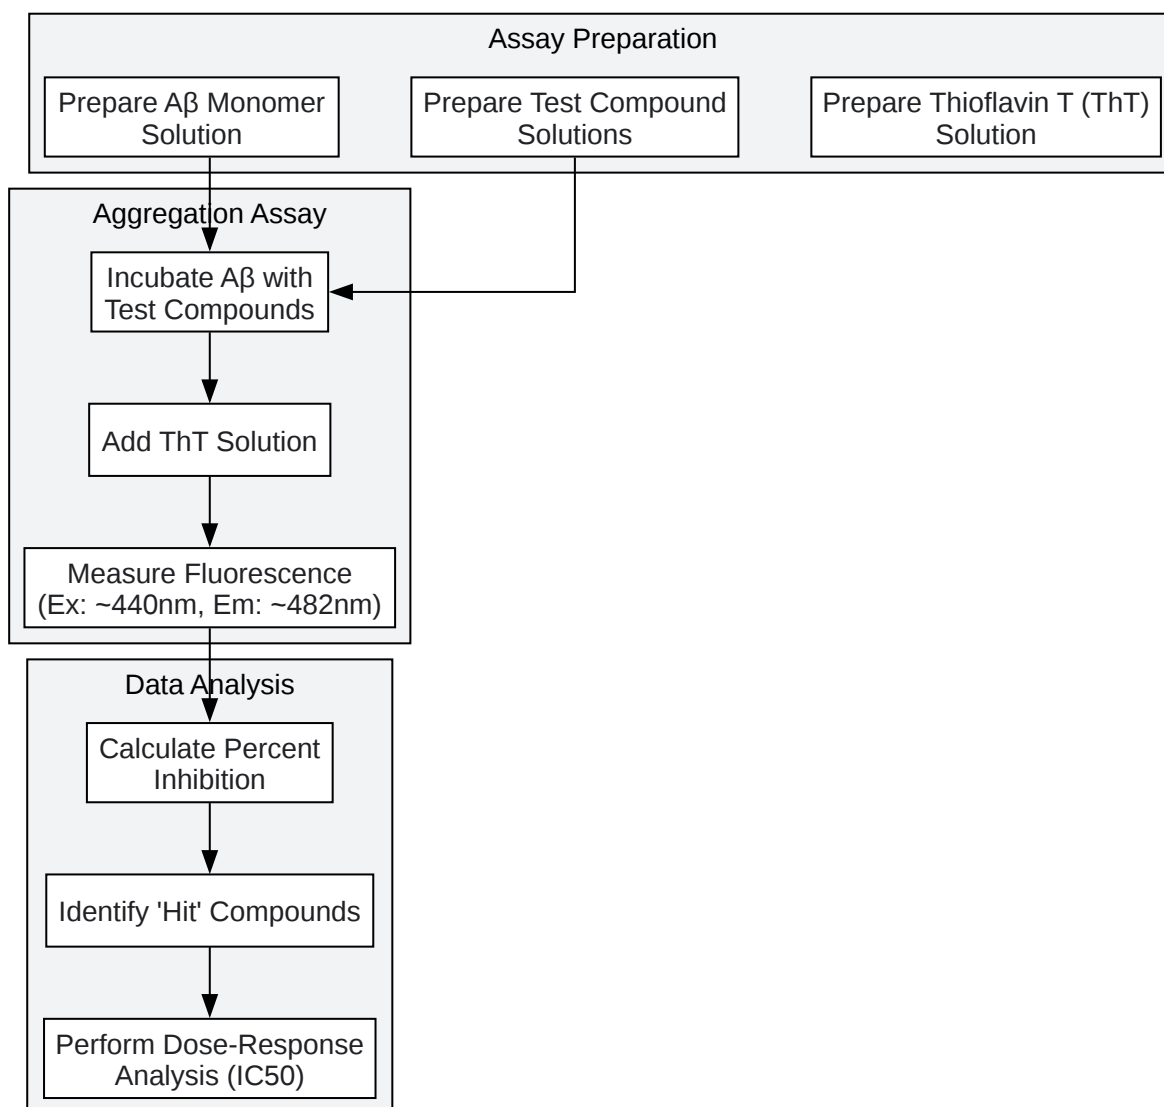 Assay Preparation
Prepare Aβ Monomer
Solution
Prepare Test Compound
Solutions
Prepare Thioflavin T (ThT)
Solution
Aggregation Assay
Incubate Aβ with
Test Compounds
Add ThT Solution
Measure Fluorescence
(Ex: ~440nm, Em: ~482nm)
Data Analysis
Calculate Percent
Inhibition
Identify 'Hit' Compounds
Perform Dose-Response
Analysis (IC50)